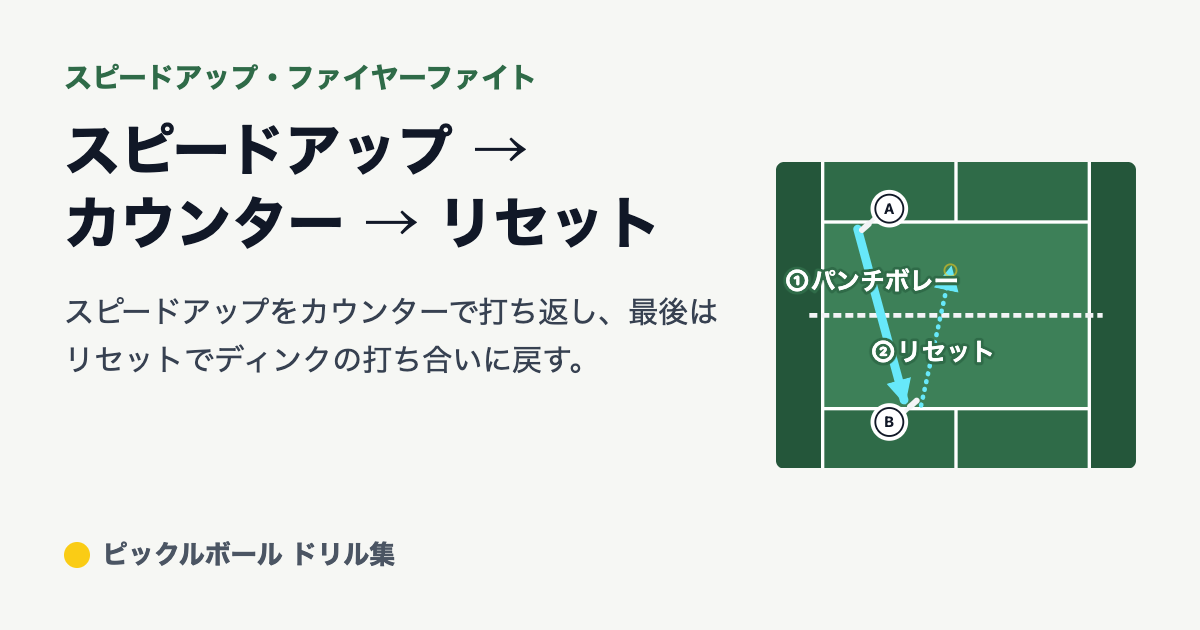 スピードアップ・ファイヤーファイト
スピードアップ →
カウンター → リセット
スピードアップをカウンターで打ち返し、最後は
リセットでディンクの打ち合いに戻す。
A
①パンチボレー
②リセット
B
ピックルボール ドリル集